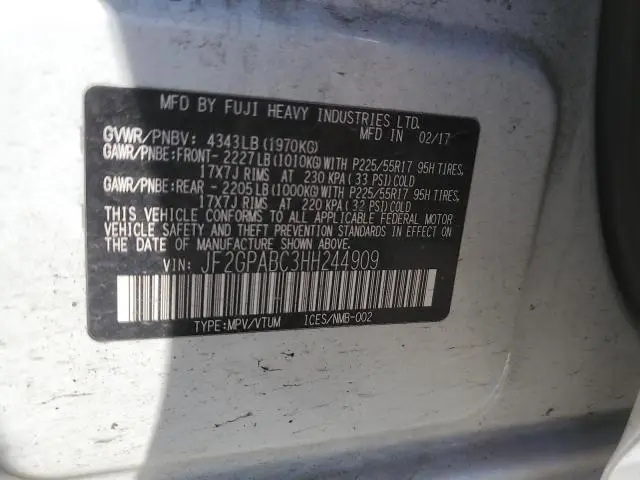 MFD BY FUJI HEAVY INDUSTRIES LTD.
MFD IN 02/17
GVWR/PNBV: 4343LB (1970KG)
GAWR/PNBE:FRONT- 2227LB (1010KG) WITH P225/55R17 95H TIRES,
17X7J RIMS AT 230 KPA (33 PSI) COLD
GAWR/PNBE:REAR - 2205LB (1000KG) WITH P225/55R17 95H TIRES,
17X7J RIMS AT 220 KPA (32 PSI) COLD
THIS VEHICLE CONFORMS TO ALL APPLICABLE FEDERAL MOTOR
VEHICLE SAFETY AND THEFT PREVENTION STANDARDS IN EFFECT ON
THE DATE OF MANUFACTURE SHOWN ABOVE.
VIN: JF2GPABC3HH244909
TYPE:MPV/VTUM ICES/NMB-002